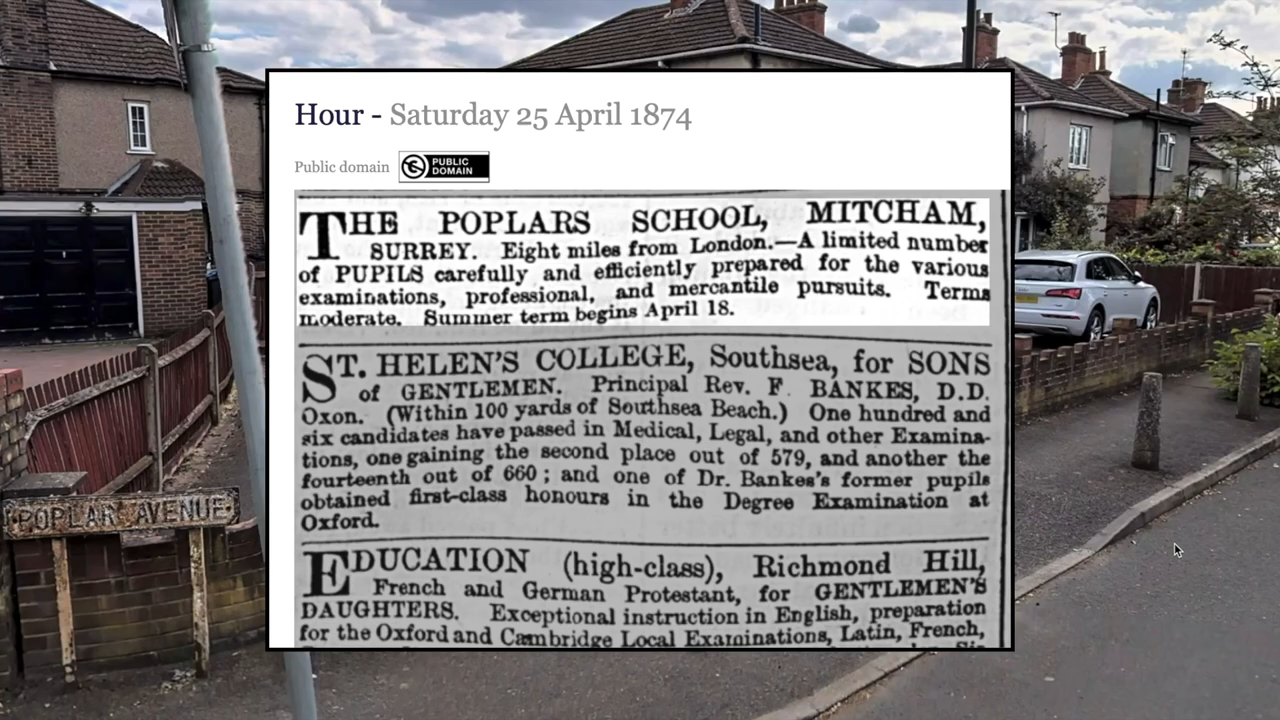 Hour - Saturday 25 April 1874
Public domain
PUBLIC
DOMAIN
THE POPLARS SCHOOL, MITCHAM,
SURREY. Eight miles from London.—A limited number
of PUPILS carefully and efficiently prepared for the various
examinations, professional, and mercantile pursuits. Terms
moderate. Summer term begins April 18.
ST. HELEN'S COLLEGE, Southsea, for SONS
of GENTLEMEN. Principal Rev. F. BANKES, D.D.
Oxon. (Within 100 yards of Southsea Beach.) One hundred and
six candidates have passed in Medical, Legal, and other Examina-
tions, one gaining the second place out of 579, and another the
fourteenth out of 660 ; and one of Dr. Bankes's former pupils
obtained first-class honours in the Degree Examination at
Oxford.
EDUCATION (high-class), Richmond Hill,
French and German Protestant, for GENTLEMEN'S
DAUGHTERS. Exceptional instruction in English, preparation
for the Oxford and Cambridge Local Examinations, Latin, French,
POPLAR AVENUE